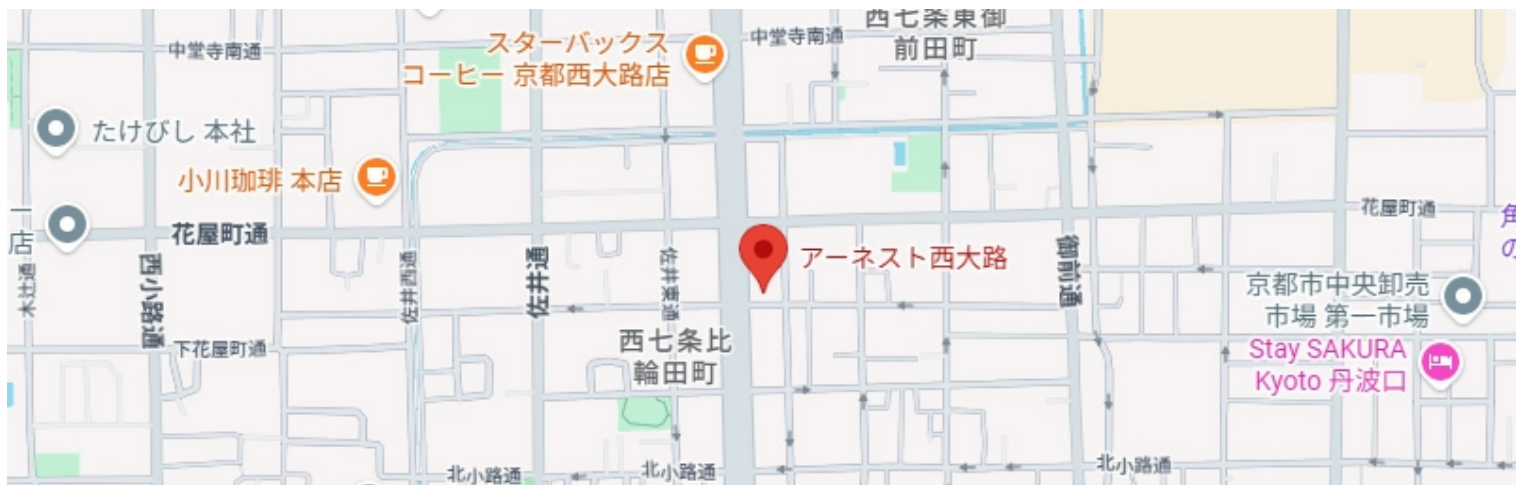 西七条東御
前田町
中堂寺南通
中堂寺南通
スターバックス
コーヒー 京都西大路店
たけびし 本社
小川珈琲 本店
一
店
花屋町通
花屋町通
角
の
アーネスト西大路
木辻通
西小路通
佐井西通
佐井通
佐井東通
御前通
京都市中央卸売
市場 第一市場
西七条比
輪田町
下花屋町通
Stay SAKURA
Kyoto 丹波口
北小路通
北小路通
北小路通